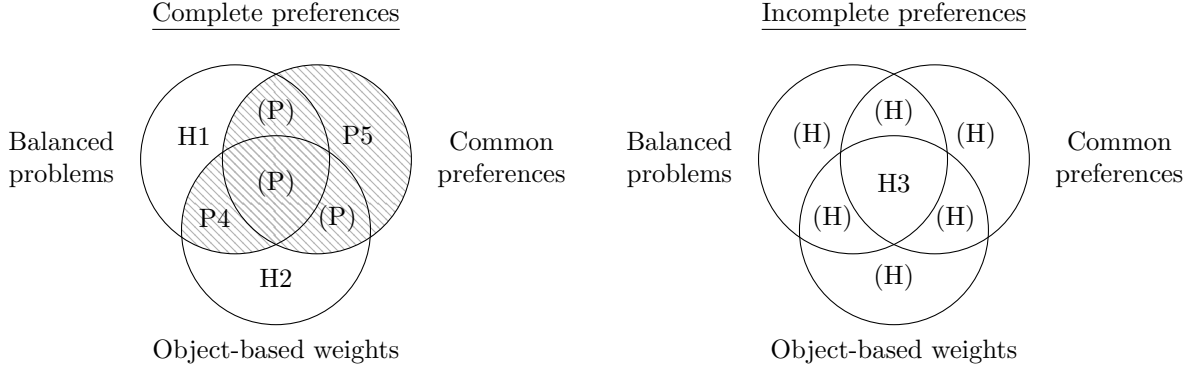 Complete preferences
(P)
H1
P5
Balanced
problems
Common
preferences
(P)
P4
(P)
H2
Object-based weights
Incomplete preferences
(H)
(H)
(H)
Balanced
problems
Common
preferences
H3
(H)
(H)
(H)
Object-based weights